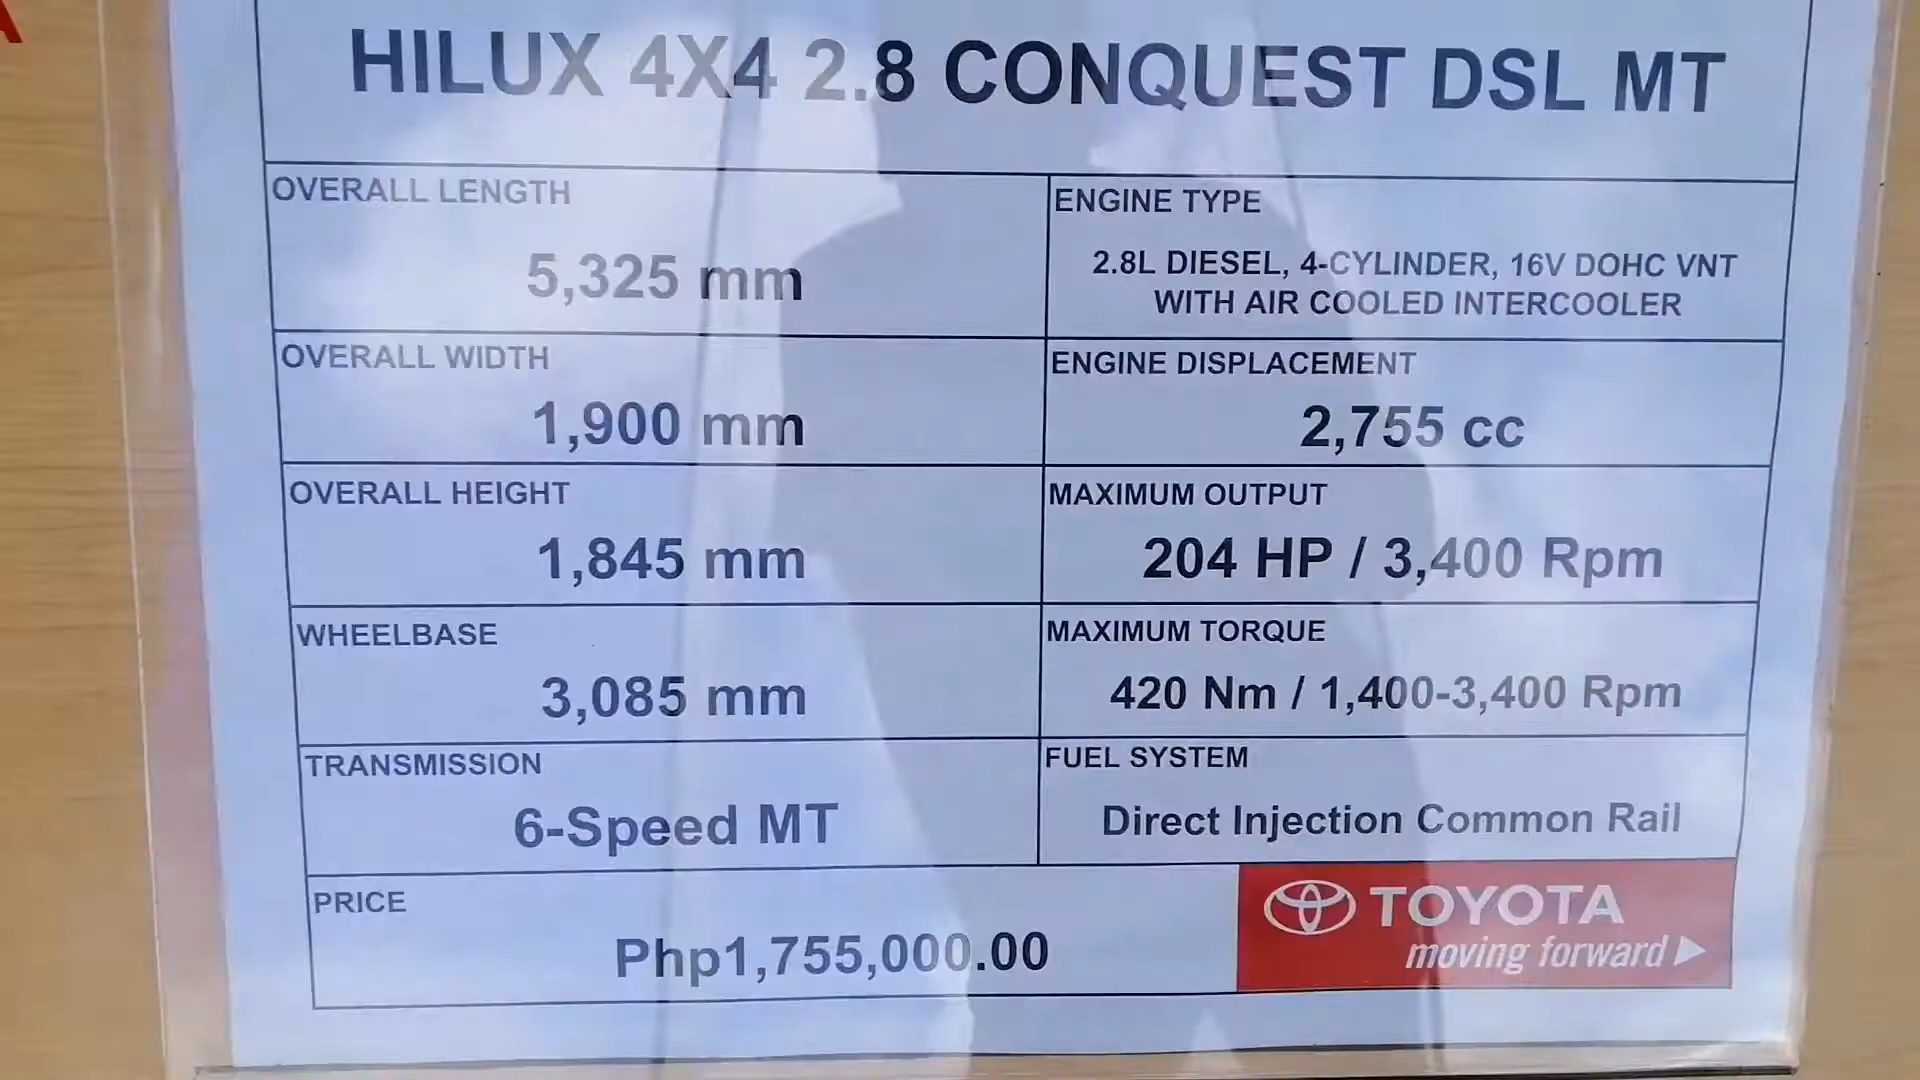 HILUX 4X4 2.8 CONQUEST DSL MT
OVERALL LENGTH
5,325 mm
ENGINE TYPE
2.8L DIESEL, 4-CYLINDER, 16V DOHC VNT
WITH AIR COOLED INTERCOOLER
OVERALL WIDTH
1,900 mm
ENGINE DISPLACEMENT
2,755 cc
OVERALL HEIGHT
1,845 mm
MAXIMUM OUTPUT
204 HP / 3,400 Rpm
WHEELBASE
3,085 mm
MAXIMUM TORQUE
420 Nm / 1,400-3,400 Rpm
TRANSMISSION
6-Speed MT
FUEL SYSTEM
Direct Injection Common Rail
PRICE
Php1,755,000.00
TOYOTA
moving forward